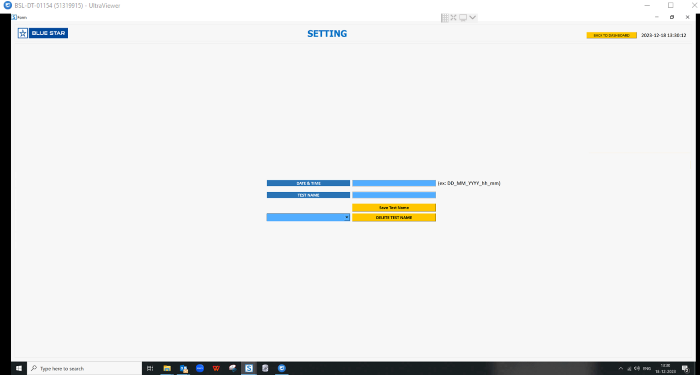 BSL-DT-01154 (51319915) - UltraViewer
Form
BLUE STAR
SETTING
BACK TO DASHBOARD
2023-12-18 13:30:12
DATE & TIME
(ex: DD_MM_YYYY_hh_mm)
TEST NAME
Save Test Name
DELETE TEST NAME
Type here to search
ENG
13:30
18-12-2023